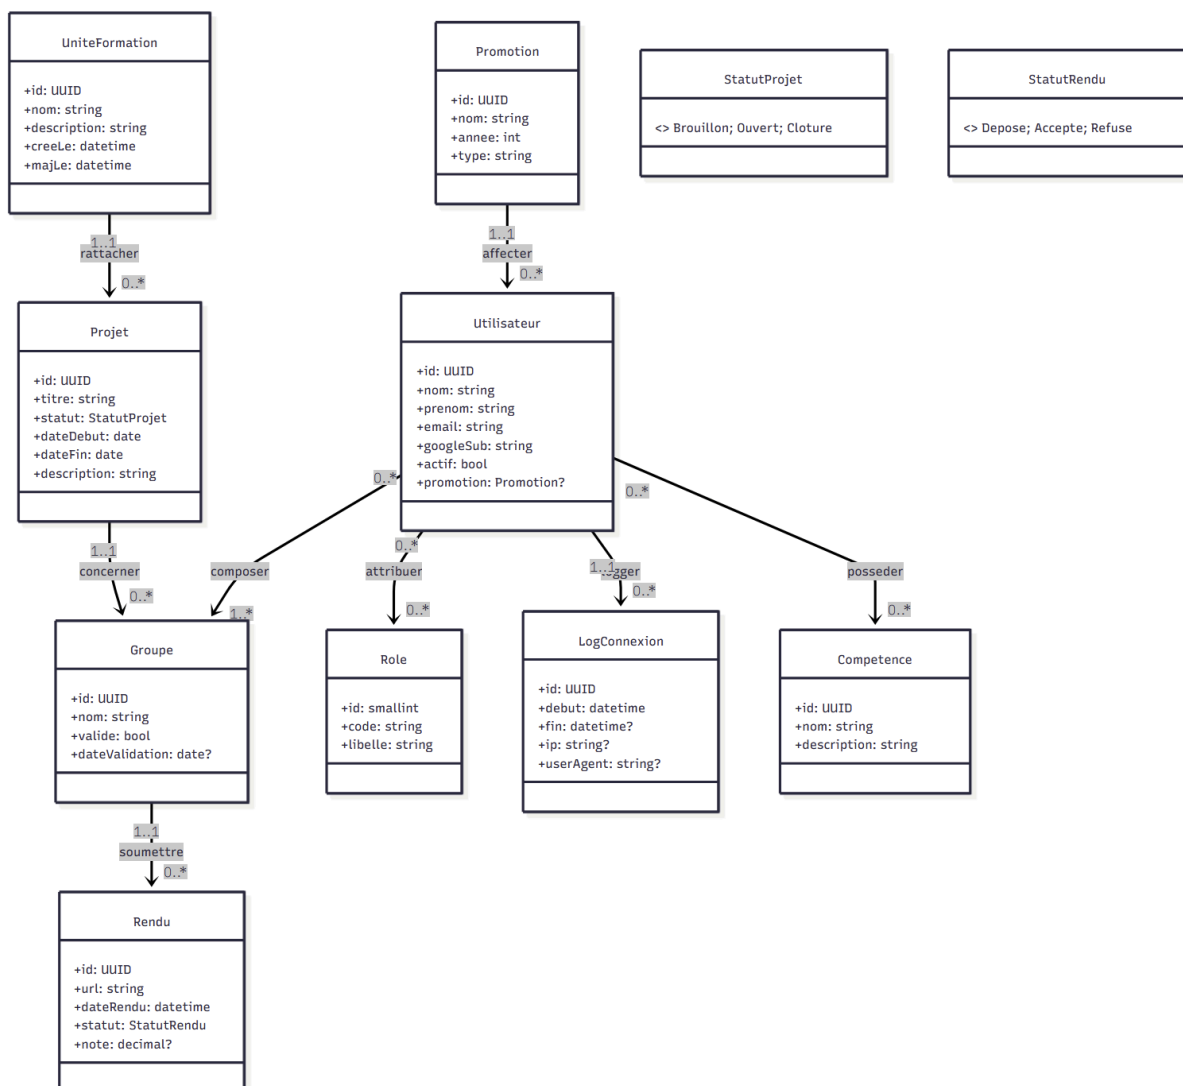 UniteFormation
+id: UUID
+nom: string
+description: string
+creeLe: datetime
+majLe: datetime
Promotion
+id: UUID
+nom: string
+annee: int
+type: string
StatutProjet
<> Brouillon; Ouvert; Cloture
StatutRendu
<> Depose; Accepte; Refuse
1..1
rattacher
0..*
1..1
affecter
0..*
Projet
+id: UUID
+titre: string
+statut: StatutProjet
+dateDebut: date
+dateFin: date
+description: string
Utilisateur
+id: UUID
+nom: string
+prenom: string
+email: string
+googleSub: string
+actif: bool
+promotion: Promotion?
1..1
concerner
0..*
0..*
composer
1..*
0..*
attribuer
0..*
1..1
logger
0..*
0..*
posseder
0..*
Groupe
+id: UUID
+nom: string
+valide: bool
+dateValidation: date?
Role
+id: smallint
+code: string
+libelle: string
LogConnexion
+id: UUID
+debut: datetime
+fin: datetime?
+ip: string?
+userAgent: string?
Competence
+id: UUID
+nom: string
+description: string
1..1
soumettre
0..*
Rendu
+id: UUID
+url: string
+dateRendu: datetime
+statut: StatutRendu
+note: decimal?